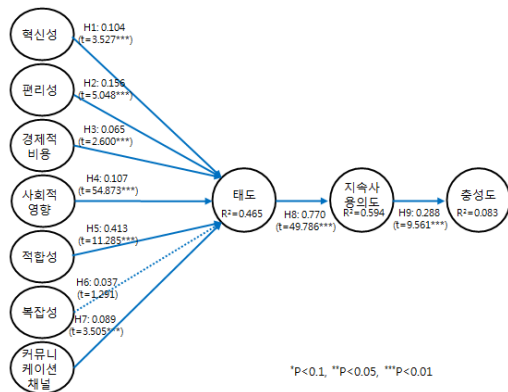 혁신성
H1: 0.104
(t=3.527***)
편리성
H2: 0.156
(t=5.048***)
경제적
비용
H3: 0.065
(t=2.600***)
사회적
영향
H4: 0.107
(t=54.873***)
적합성
H5: 0.413
(t=11.285***)
복잡성
H6: 0.037
(t=1.291)
커뮤니
케이션
채널
H7: 0.089
(t=3.505***)
태도
R²=0.465
H8: 0.770
(t=49.786***)
지속사
용의도
R²=0.594
H9: 0.288
(t=9.561***)
충성도
R²=0.083
*P<0.1, **P<0.05, ***P<0.01